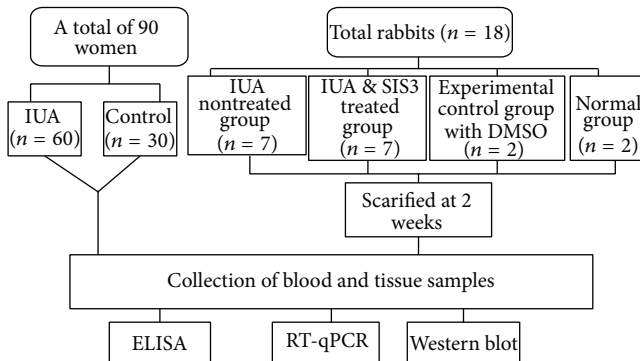 A total of 90
women
Total rabbits (n = 18)
IUA
(n = 60)
Control
(n = 30)
IUA
nontreated
group
(n = 7)
IUA & SIS3
treated
group
(n = 7)
Experimental
control group
with DMSO
(n = 2)
Normal
group
(n = 2)
Scarified at 2
weeks
Collection of blood and tissue samples
ELISA
RT-qPCR
Western blot